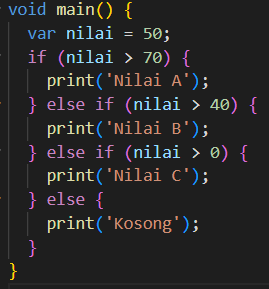 void main() {
  var nilai = 50;
  if (nilai > 70) {
    print('Nilai A');
  } else if (nilai > 40) {
    print('Nilai B');
  } else if (nilai > 0) {
    print('Nilai C');
  } else {
    print('Kosong');
  }
}